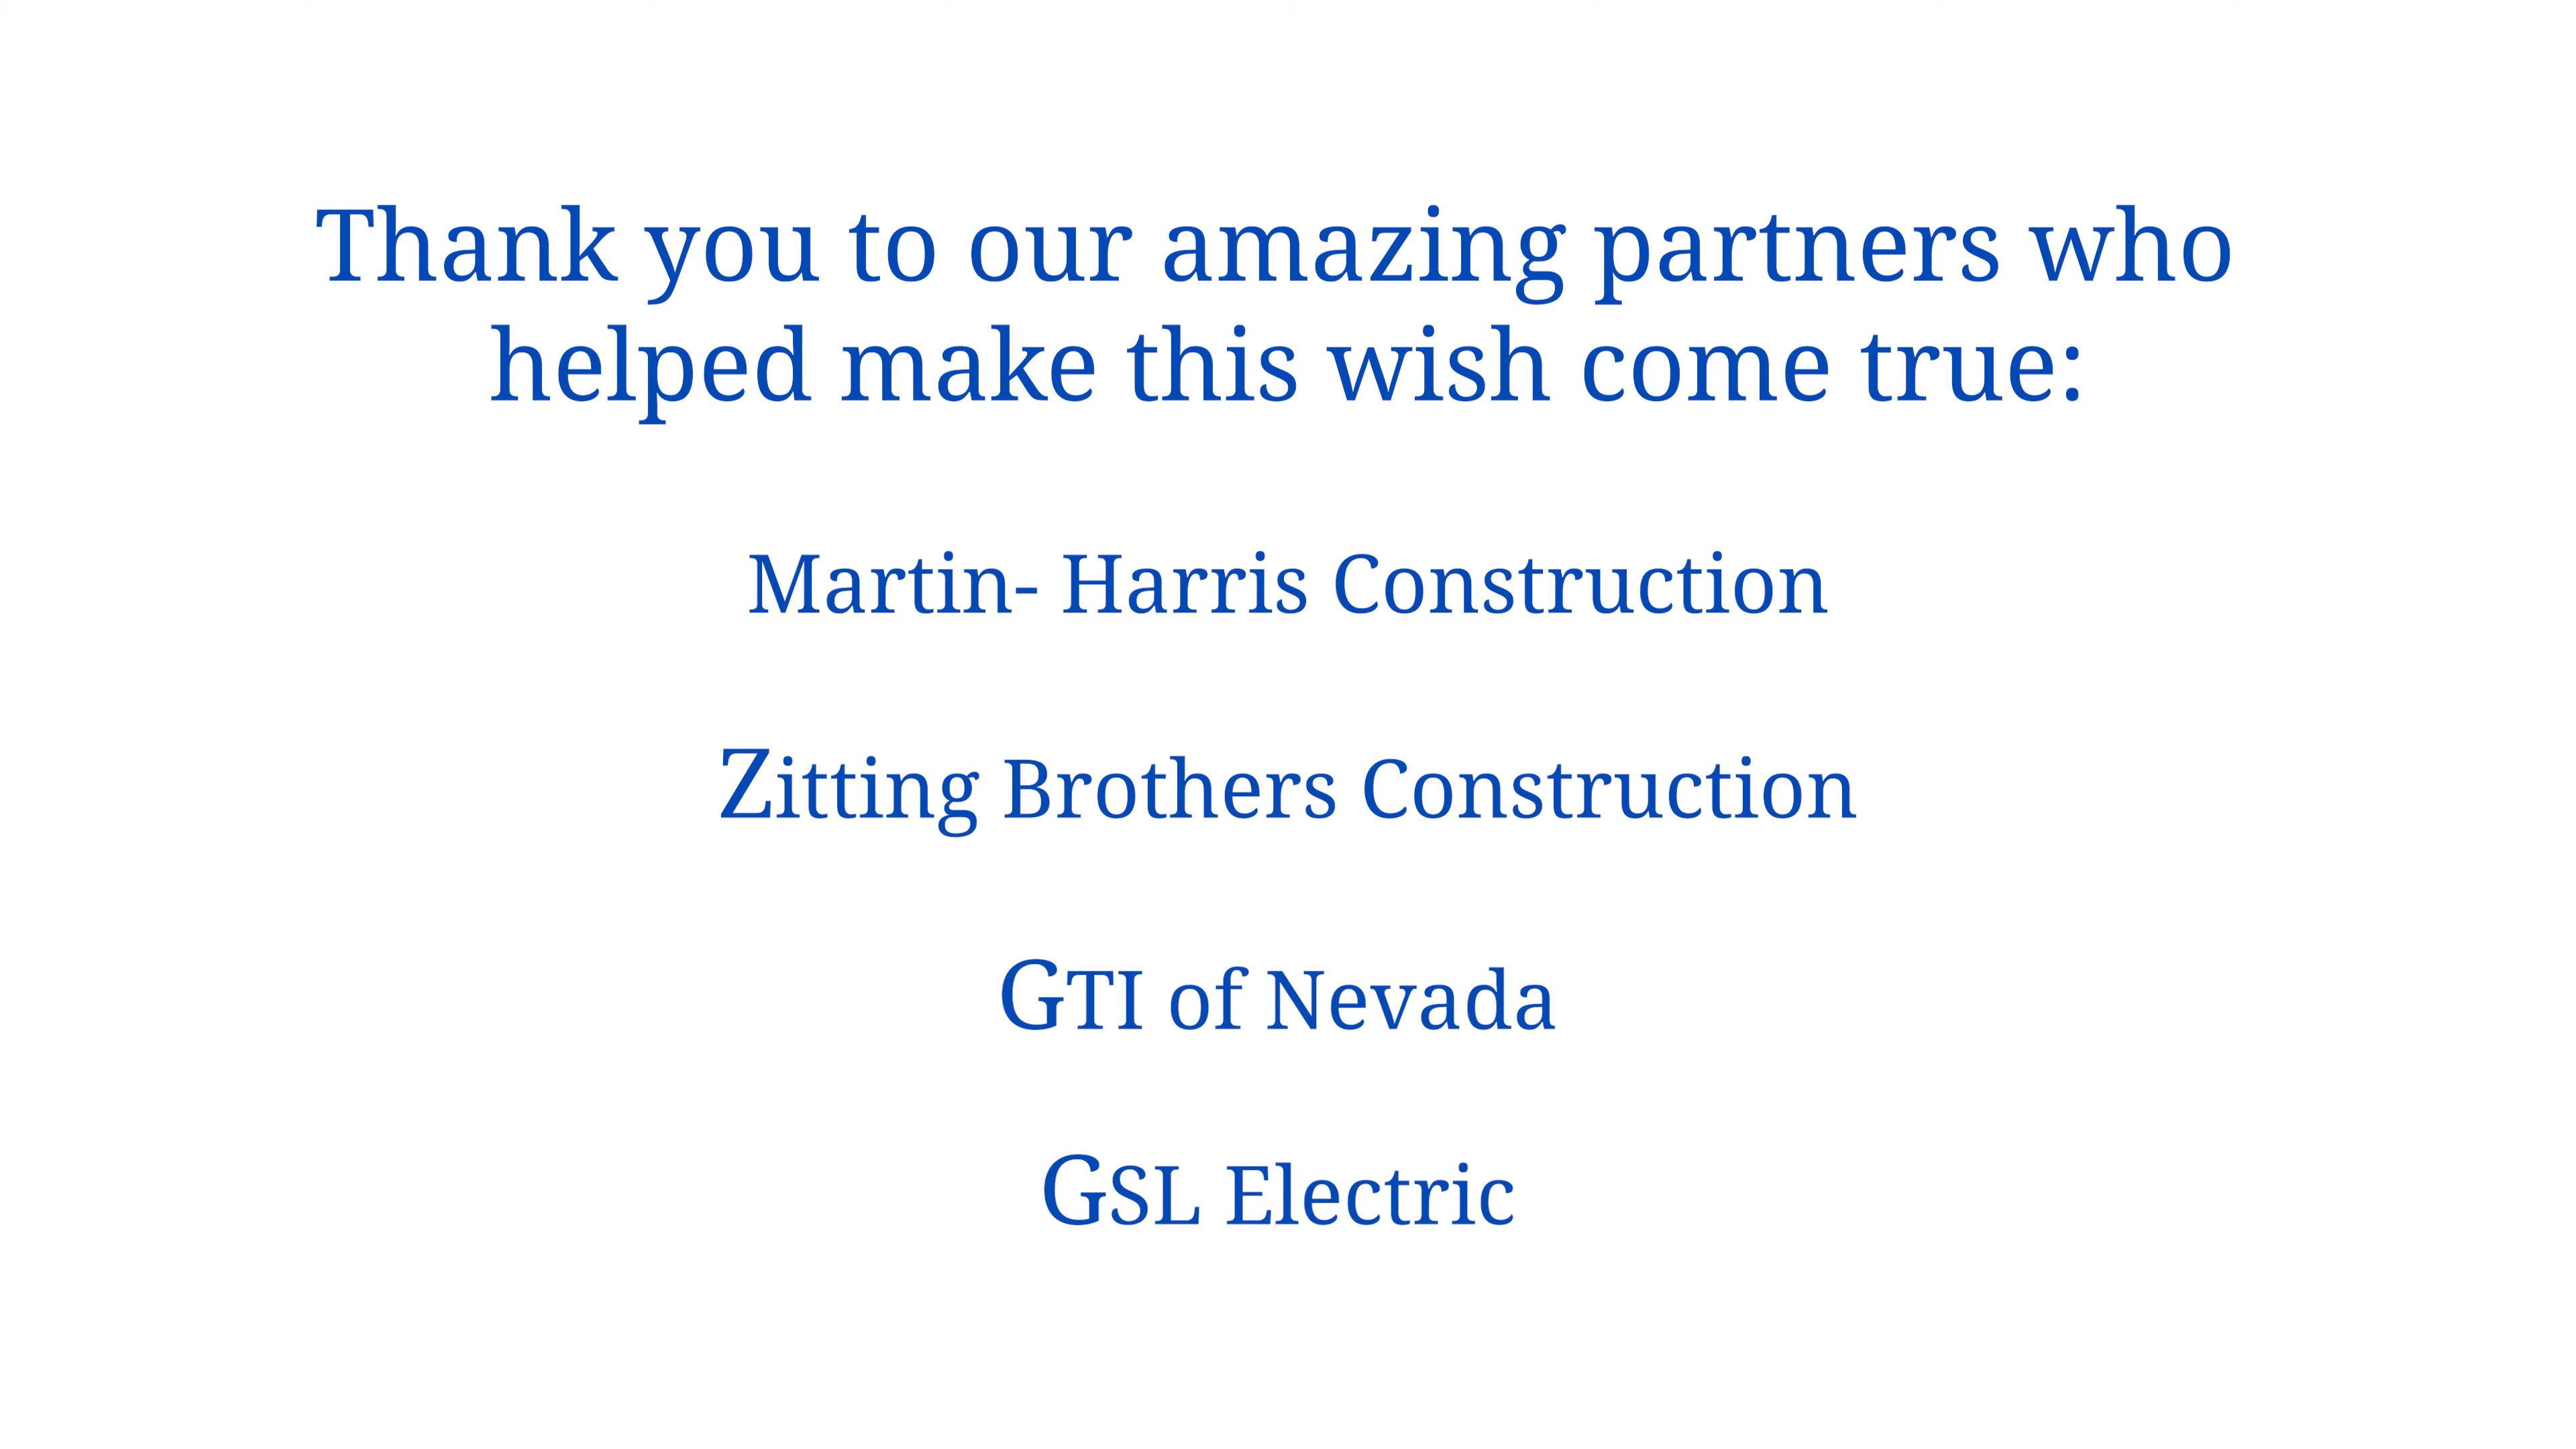 Thank you to our amazing partners who
helped make this wish come true:
Martin- Harris Construction
Zitting Brothers Construction
GTI of Nevada
GSL Electric